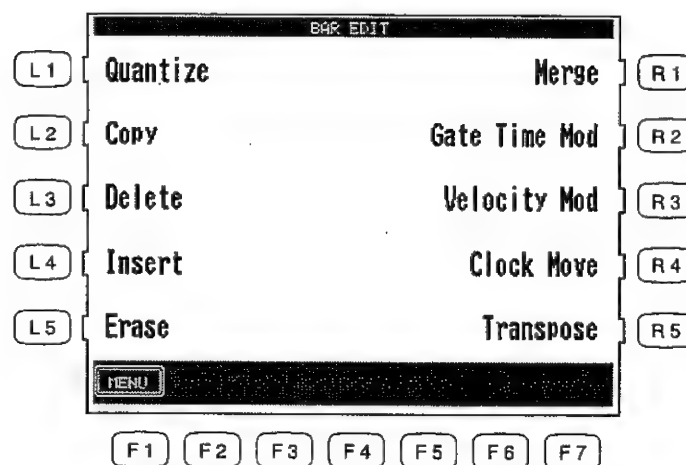 BAR EDIT
L1 Quantize Merge R1
L2 Copy Gate Time Mod R2
L3 Delete Velocity Mod R3
L4 Insert Clock Move R4
L5 Erase Transpose R5
MENU
F1 F2 F3 F4 F5 F6 F7